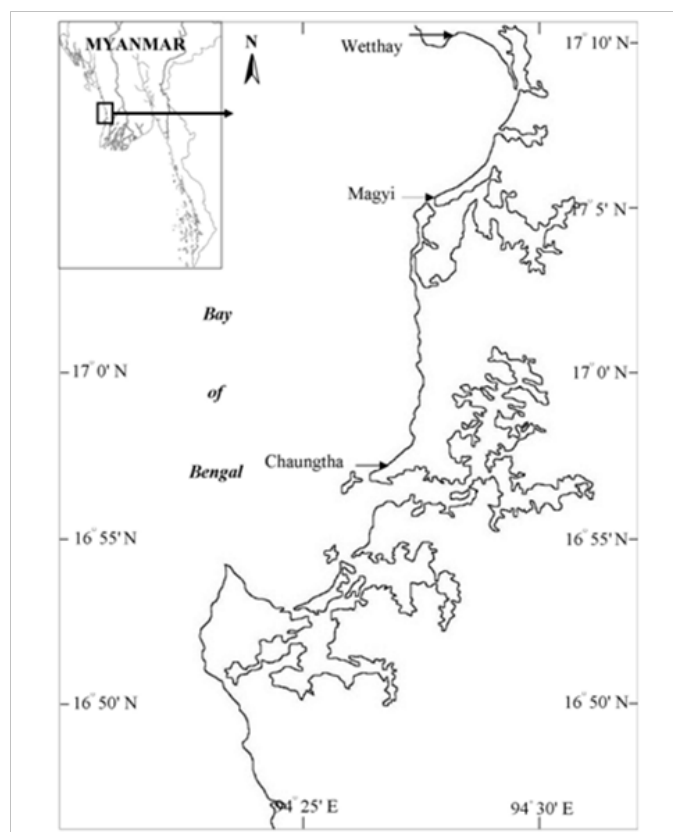 MYANMAR
N
Wetthay
17° 10' N
Magyi
17° 5' N
Bay
17° 0' N
17° 0' N
of
Chaungtha
Bengal
16° 55' N
16° 55' N
16° 50' N
16° 50' N
94° 25' E
94° 30' E